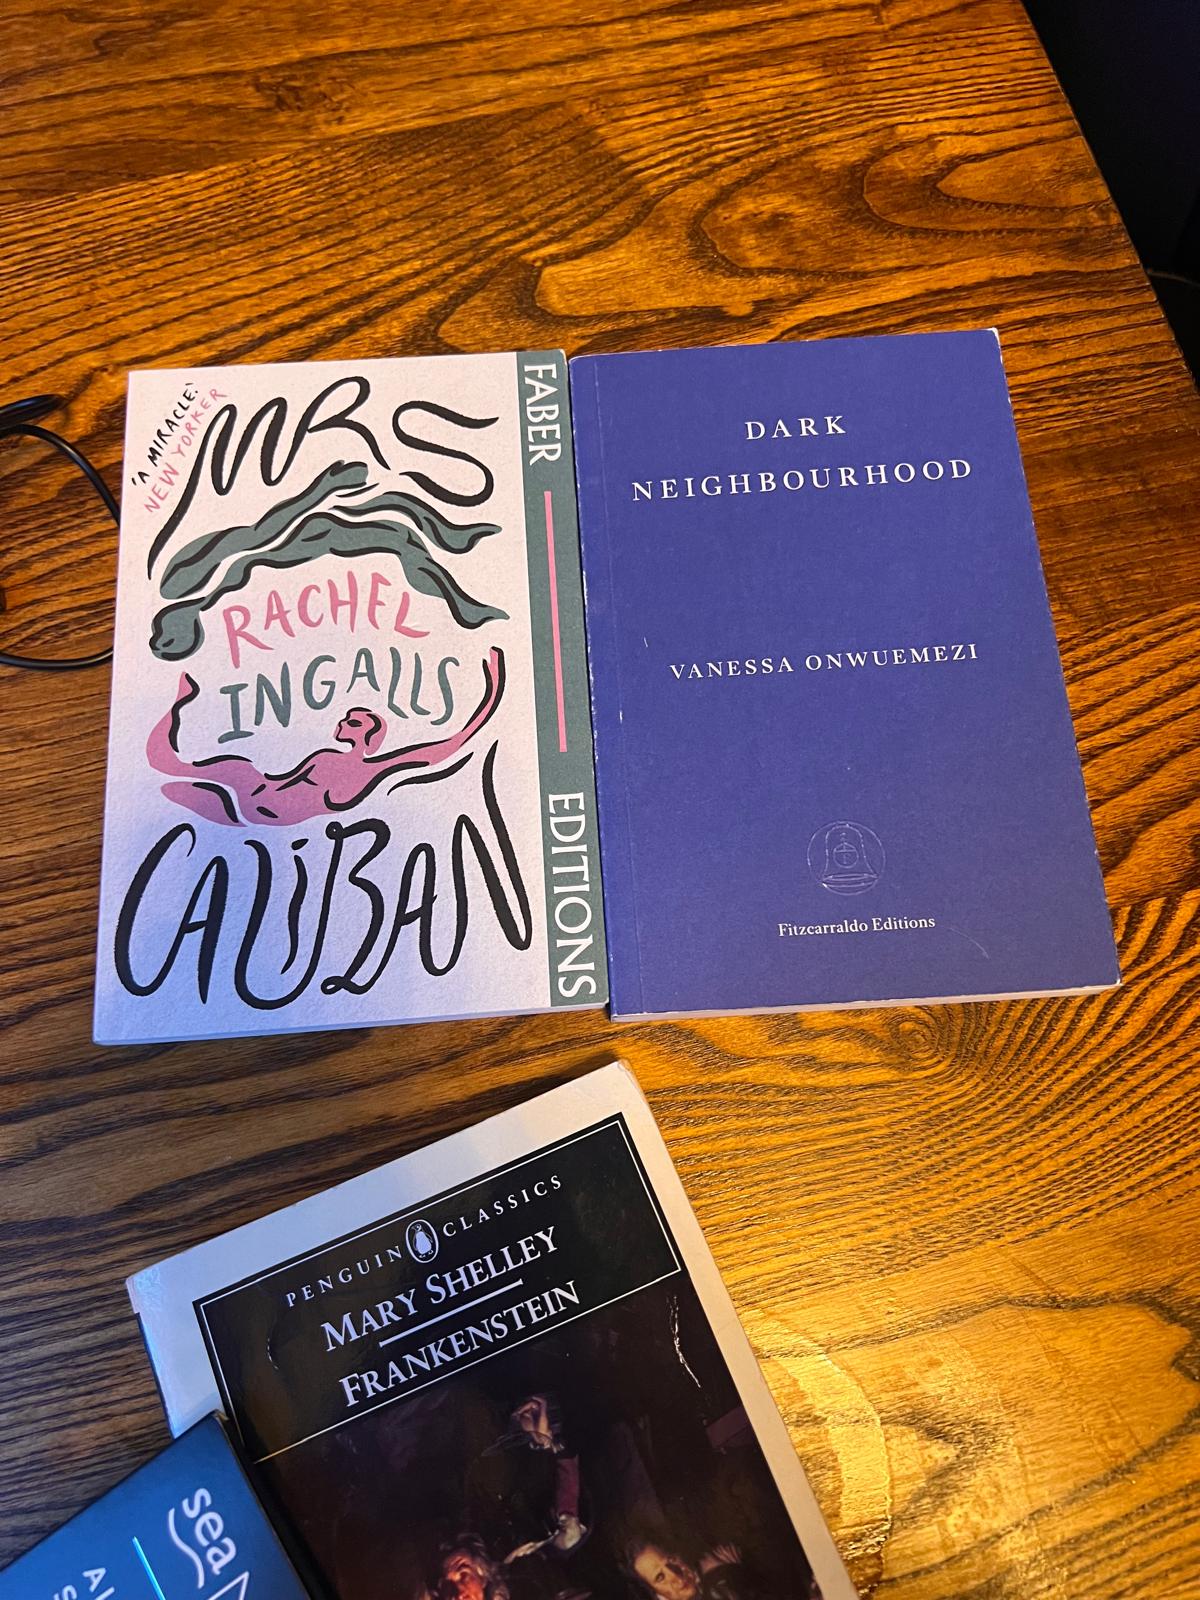 'A MIRACLE.'
NEW YORKER
MRS
RACHEL
INGALLS
CALIBAN
FABER
EDITIONS
DARK
NEIGHBOURHOOD
VANESSA ONWUEMEZI
Fitzcarraldo Editions
PENGUIN CLASSICS
MARY SHELLEY
FRANKENSTEIN
sea